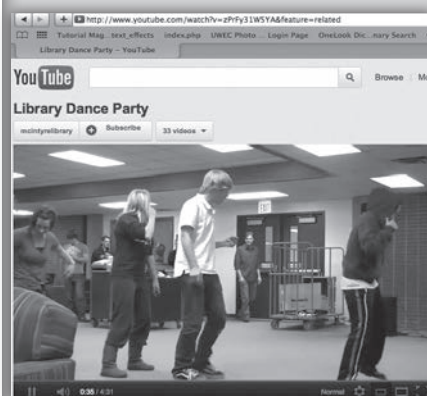 http://www.youtube.com/watch?v=zPrFy31WSYA&feature=related
Tutorial Mag...text_effects index.php UWEC Photo... Login Page OneLook Dic...nary Search
Library Dance Party - YouTube
YouTube Browse M
Library Dance Party
mcintyrelibrary Subscribe 33 videos
EXIT
0:35 / 4:31 Normal